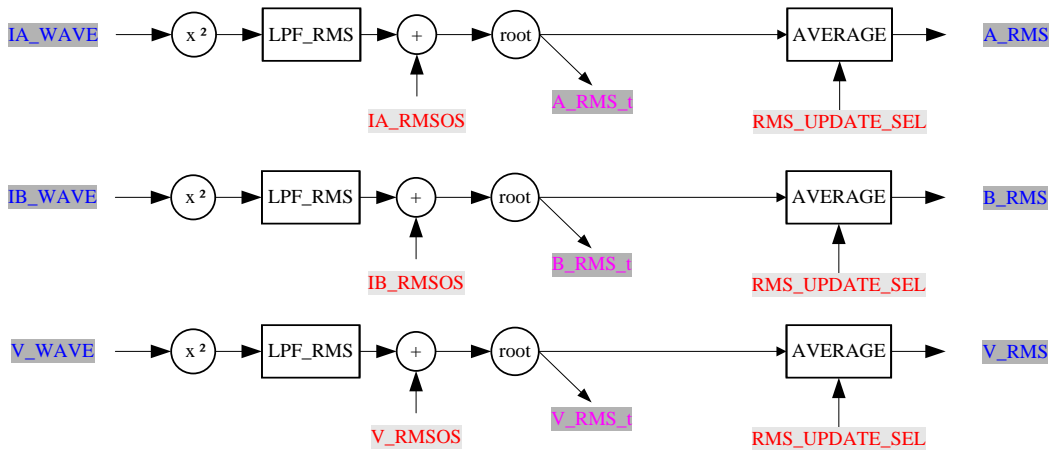 IA_WAVE x ² LPF_RMS + root AVERAGE A_RMS
A_RMS_t
IA_RMSOS RMS_UPDATE_SEL
IB_WAVE x ² LPF_RMS + root AVERAGE B_RMS
B_RMS_t
IB_RMSOS RMS_UPDATE_SEL
V_WAVE x ² LPF_RMS + root AVERAGE V_RMS
V_RMS_t
V_RMSOS RMS_UPDATE_SEL